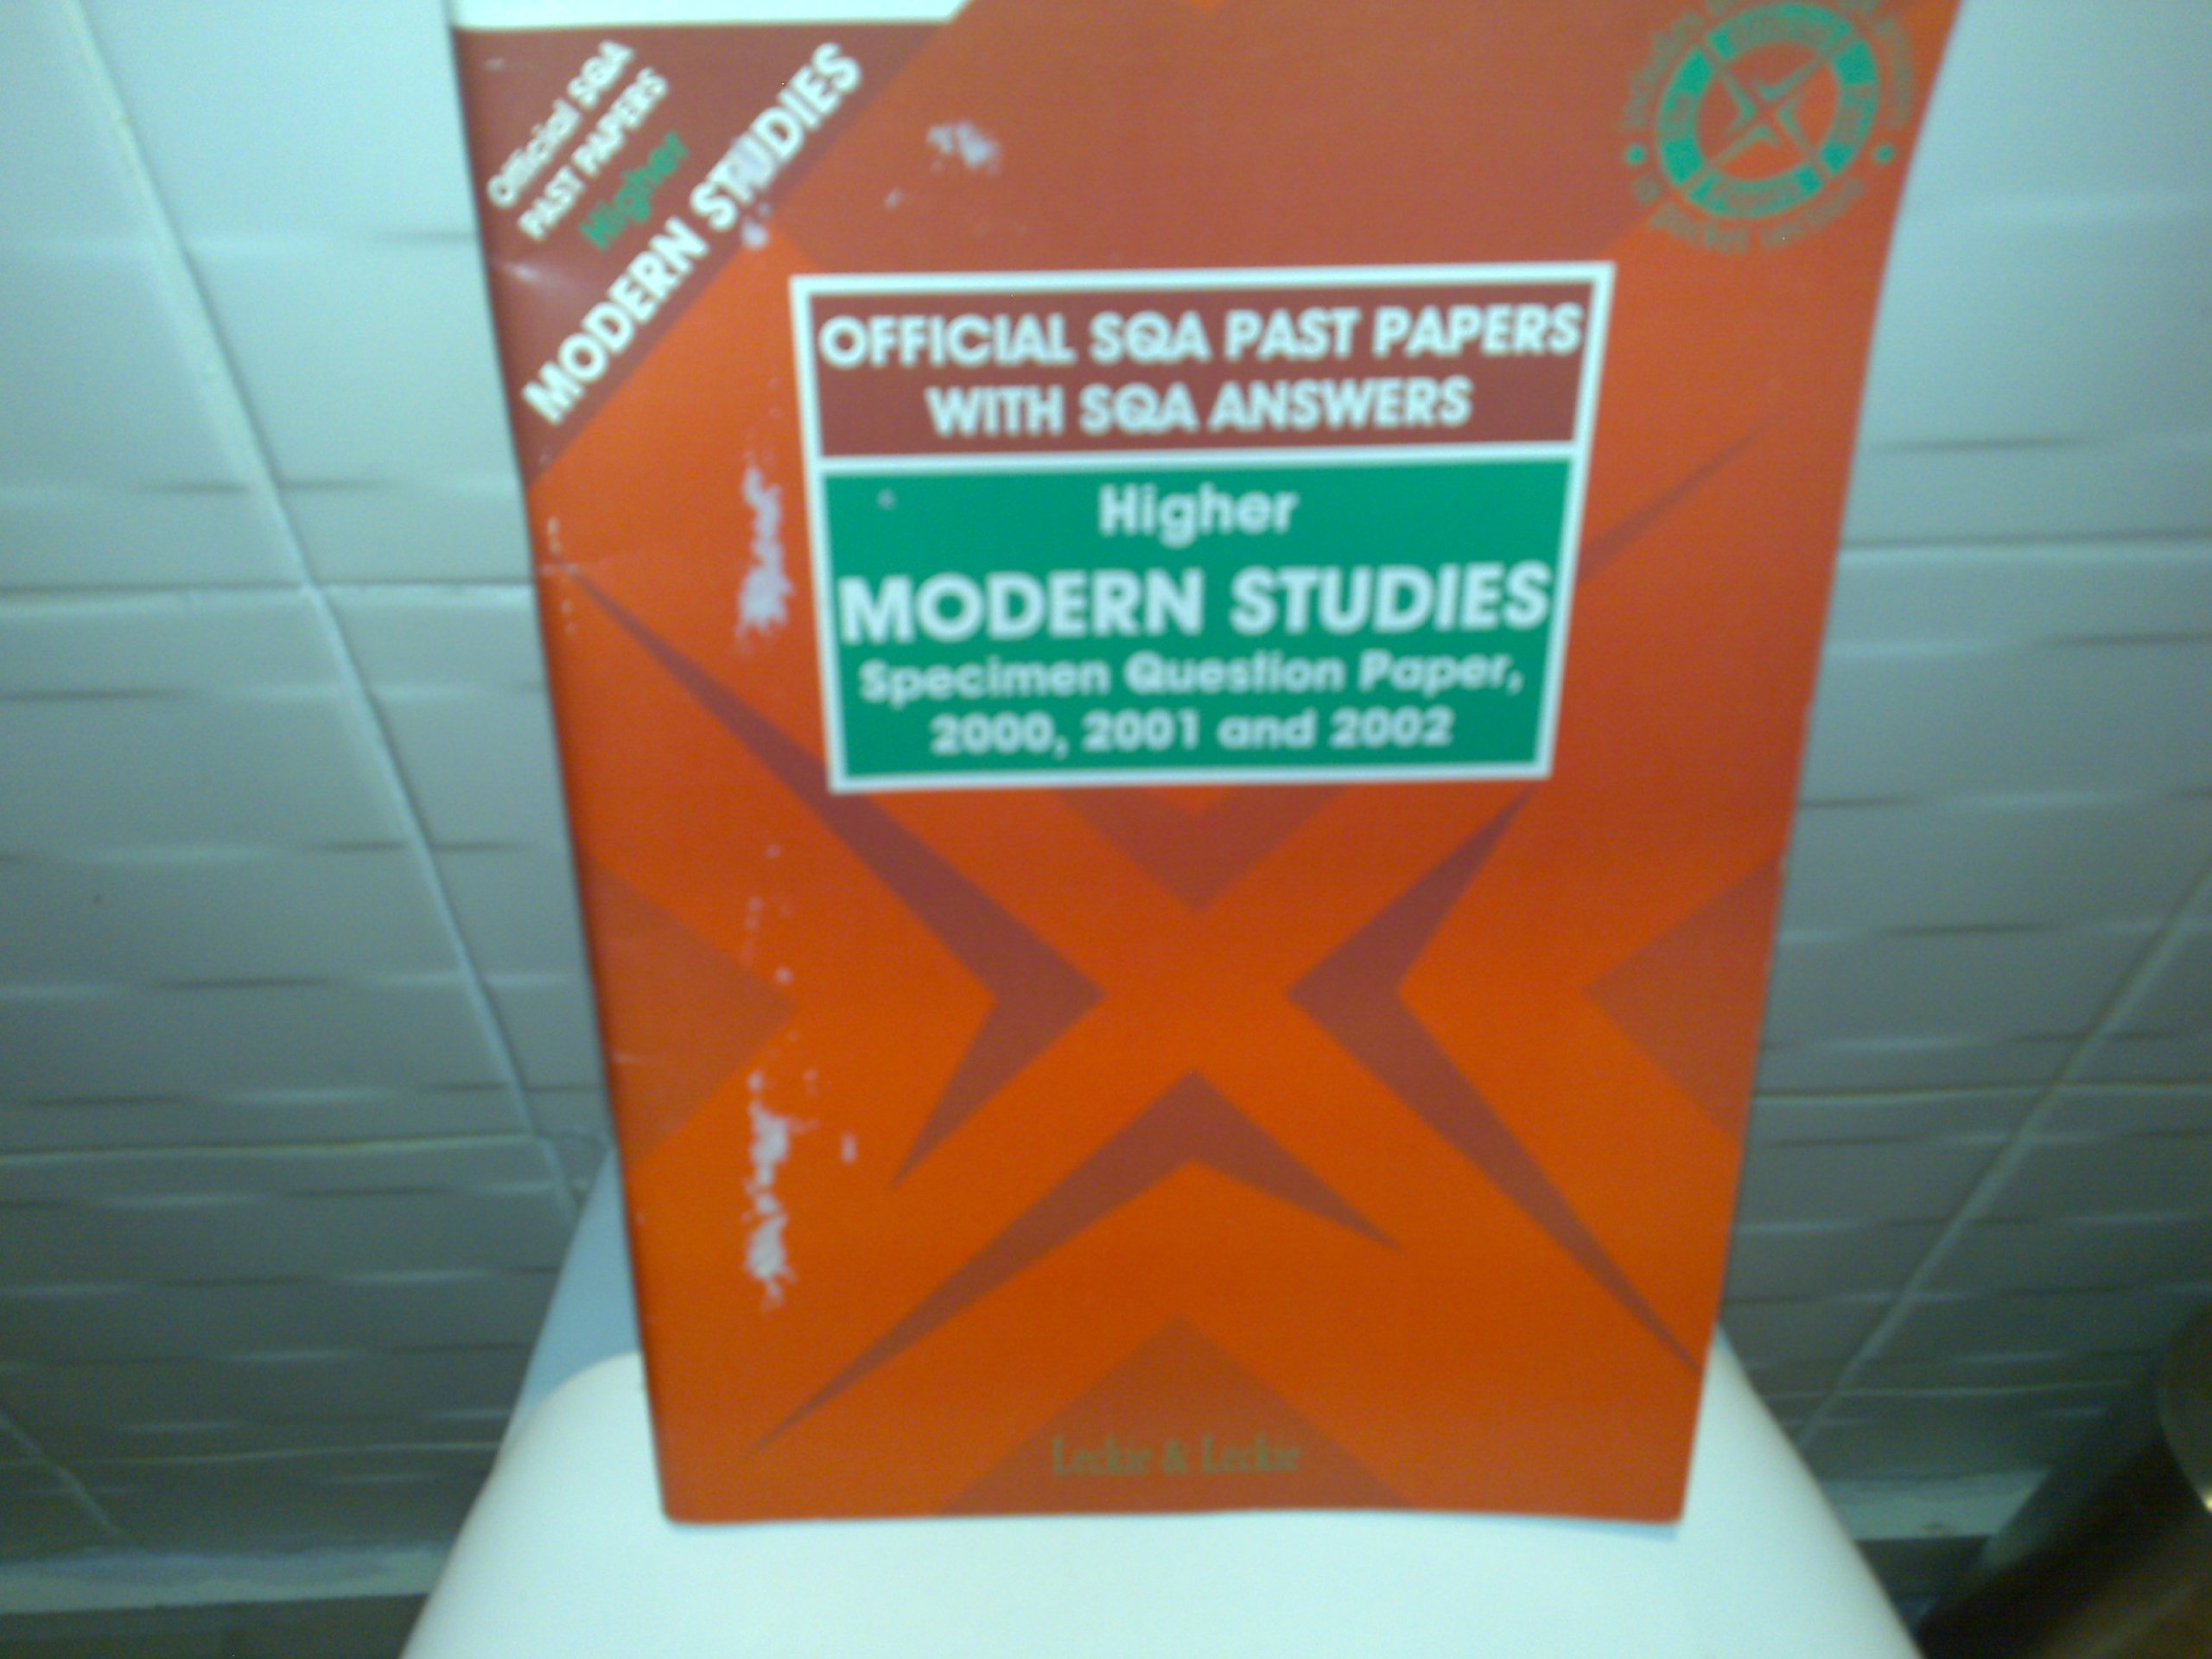 Official SQA
PAST PAPERS
Higher
MODERN STUDIES
OFFICIAL SQA PAST PAPERS
WITH SQA ANSWERS
Higher
MODERN STUDIES
Specimen Question Paper,
2000, 2001 and 2002
Leckie & Leckie